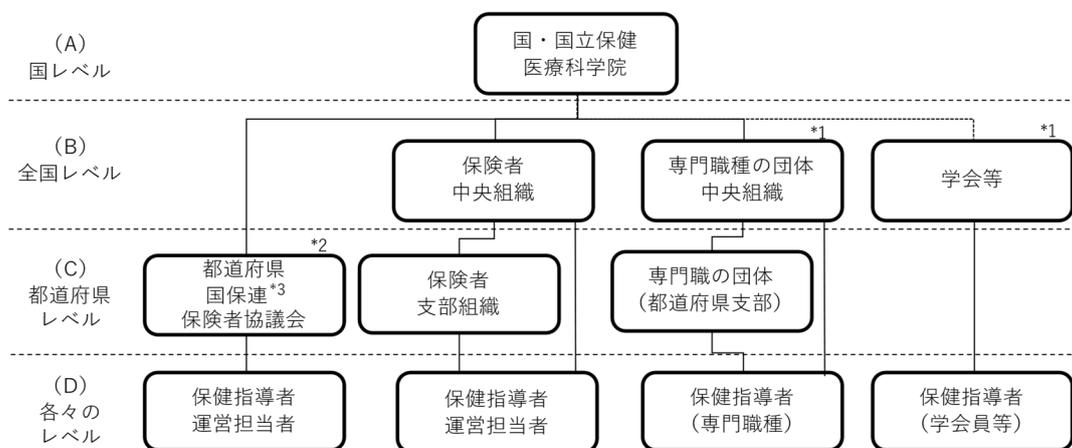 (A)
国レベル
国・国立保健
医療科学院
(B)
全国レベル
保険者
中央組織
*1
専門職種の団体
中央組織
*1
学会等
(C)
都道府県
レベル
*2
都道府県
国保連*3
保険者協議会
保険者
支部組織
専門職の団体
(都道府県支部)
(D)
各々の
レベル
保健指導者
運営担当者
保健指導者
運営担当者
保健指導者
(専門職種)
保健指導者
(学会員等)